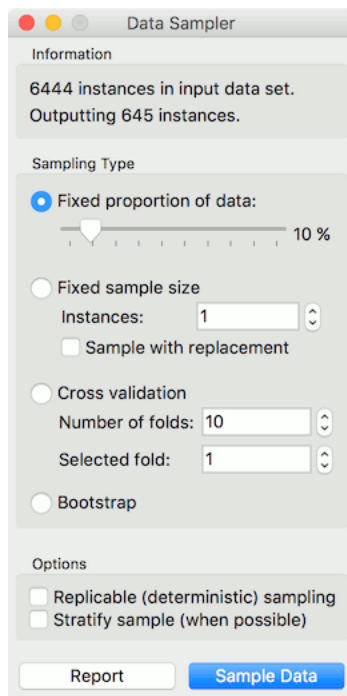 Data Sampler
Information
6444 instances in input data set.
Outputting 645 instances.
Sampling Type
Fixed proportion of data:
10 %
Fixed sample size
Instances: 1
Sample with replacement
Cross validation
Number of folds: 10
Selected fold: 1
Bootstrap
Options
Replicable (deterministic) sampling
Stratify sample (when possible)
Report Sample Data